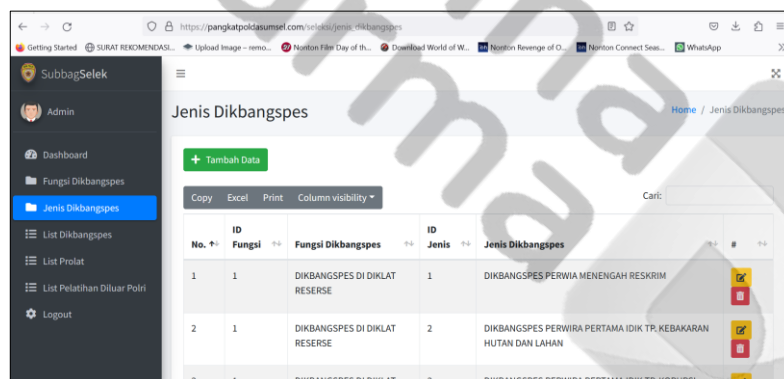 https://pangkatpoldasumsel.com/seleksi/jenis_dikbangspes
Getting Started SURAT REKOMENDASI... Upload Image – remo... Nonton Film Day of th... Download World of W... Nonton Revenge of O... Nonton Connect Seas... WhatsApp
SubbagSelek
Admin
Jenis Dikbangspes
Home / Jenis Dikbangspes
Dashboard
Fungsi Dikbangspes
Jenis Dikbangspes
List Dikbangspes
List Prolat
List Pelatihan Diluar Polri
Logout
+ Tambah Data
Copy Excel Print Column visibility
Cari:
No. ID Fungsi Fungsi Dikbangspes ID Jenis Jenis Dikbangspes #
1 1 DIKBANGSPES DI DIKLAT RESERSE 1 DIKBANGSPES PERWIA MENENGAH RESKRIM
2 1 DIKBANGSPES DI DIKLAT RESERSE 2 DIKBANGSPES PERWIRA PERTAMA IDIK TP. KEBAKARAN HUTAN DAN LAHAN